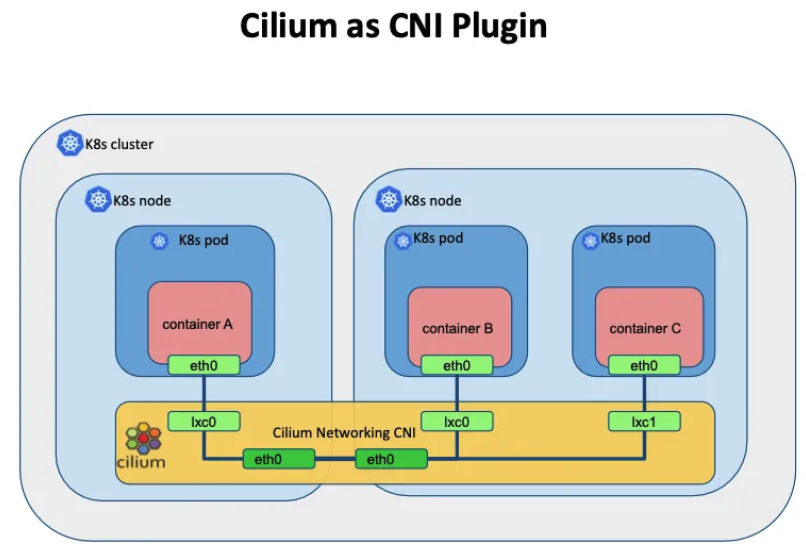 Cilium as CNI Plugin
K8s cluster
K8s node
K8s node
K8s pod
K8s pod
K8s pod
container A
container B
container C
eth0
eth0
eth0
lxc0
lxc0
lxc1
Cilium Networking CNI
cilium
eth0
eth0